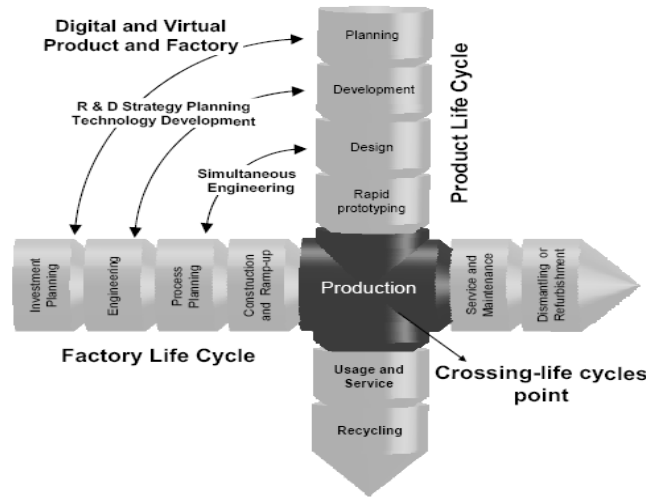 Digital and Virtual
Product and Factory
R & D Strategy Planning
Technology Development
Simultaneous
Engineering
Planning
Development
Design
Rapid
prototyping
Product Life Cycle
Investment
Planning
Engineering
Process
Planning
Construction
and Ramp-up
Production
Service and
Maintenance
Dismantling or
Refurbishment
Factory Life Cycle
Usage and
Service
Recycling
Crossing-life cycles
point